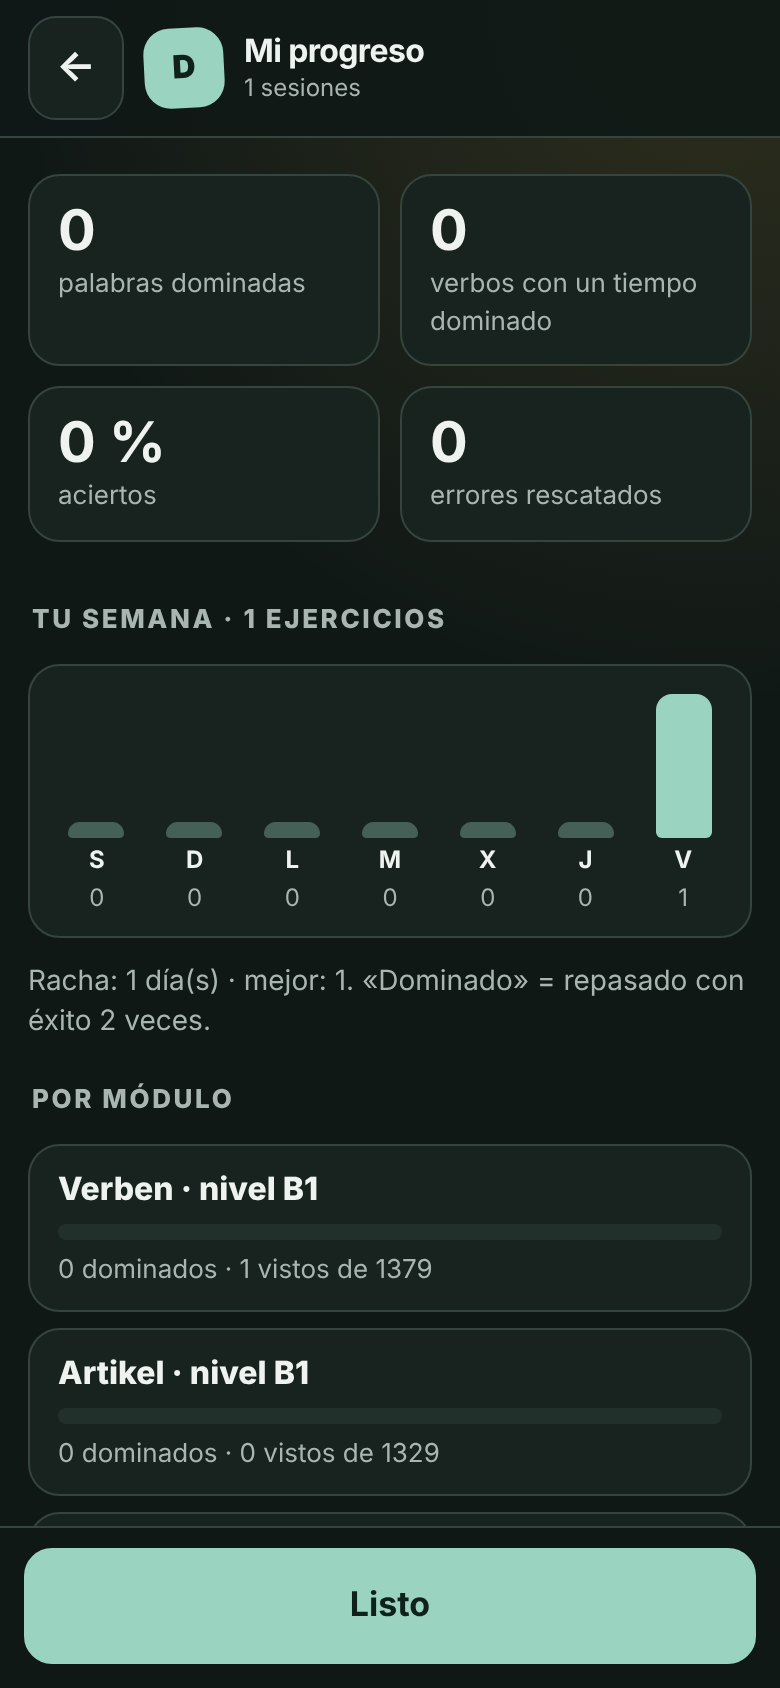 D
Mi progreso
1 sesiones
0
palabras dominadas
0
verbos con un tiempo
dominado
0 %
aciertos
0
errores rescatados
TU SEMANA · 1 EJERCICIOS
S D L M X J V
0 0 0 0 0 0 1
Racha: 1 día(s) · mejor: 1. «Dominado» = repasado con
éxito 2 veces.
POR MÓDULO
Verben · nivel B1
0 dominados · 1 vistos de 1379
Artikel · nivel B1
0 dominados · 0 vistos de 1329
Listo